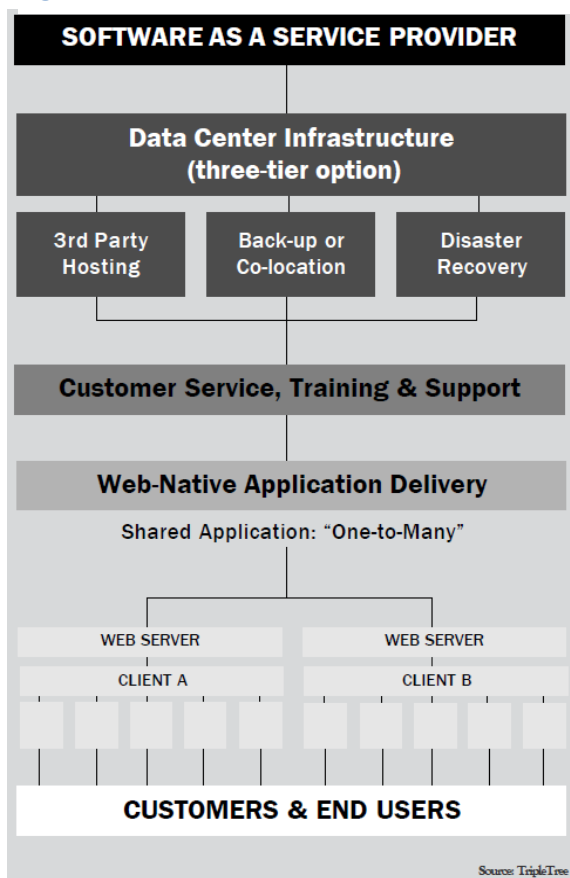 SOFTWARE AS A SERVICE PROVIDER
Data Center Infrastructure
(three-tier option)
3rd Party
Hosting
Back-up or
Co-location
Disaster
Recovery
Customer Service, Training & Support
Web-Native Application Delivery
Shared Application: “One-to-Many”
WEB SERVER
WEB SERVER
CLIENT A
CLIENT B
CUSTOMERS & END USERS
Source: TripleTree